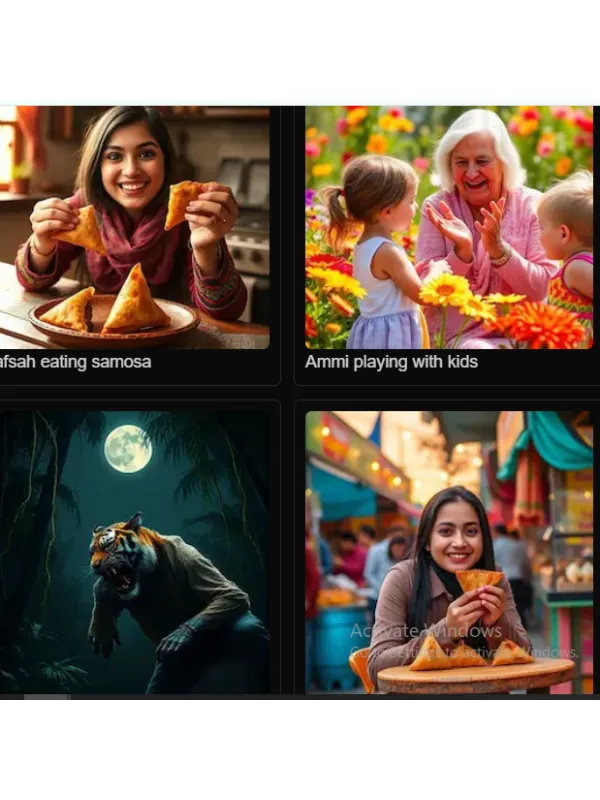 afsah eating samosa
Ammi playing with kids
Activate Windows
Go to Settings to activate Windows.